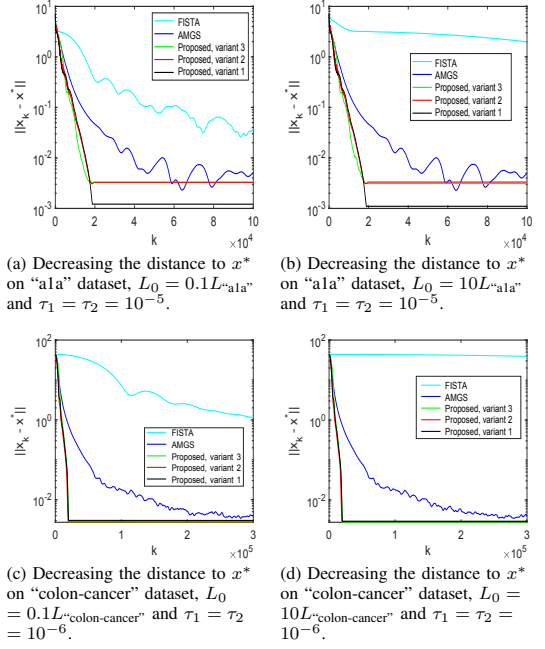 10^1
10^0
10^-1
10^-2
10^-3
||x_k - x^*||
FISTA
AMGS
Proposed, variant 3
Proposed, variant 2
Proposed, variant 1
0 2 4 6 8 10
k
×10^4
(a) Decreasing the distance to x^*
on “a1a” dataset, L_0 = 0.1L_“a1a”
and τ_1 = τ_2 = 10^−5.
10^1
10^0
10^-1
10^-2
10^-3
||x_k - x^*||
FISTA
AMGS
Proposed, variant 3
Proposed, variant 2
Proposed, variant 1
0 2 4 6 8 10
k
×10^4
(b) Decreasing the distance to x^*
on “a1a” dataset, L_0 = 10L_“a1a”
and τ_1 = τ_2 = 10^−5.
10^2
10^0
10^-2
||x_k - x^*||
FISTA
AMGS
Proposed, variant 3
Proposed, variant 2
Proposed, variant 1
0 1 2 3
k
×10^5
(c) Decreasing the distance to x^*
on “colon-cancer” dataset, L_0
= 0.1L_“colon-cancer” and τ_1 = τ_2
= 10^−6.
10^2
10^0
10^-2
||x_k - x^*||
FISTA
AMGS
Proposed, variant 3
Proposed, variant 2
Proposed, variant 1
0 1 2 3
k
×10^5
(d) Decreasing the distance to x^*
on “colon-cancer” dataset, L_0 =
10L_“colon-cancer” and τ_1 = τ_2 =
10^−6.